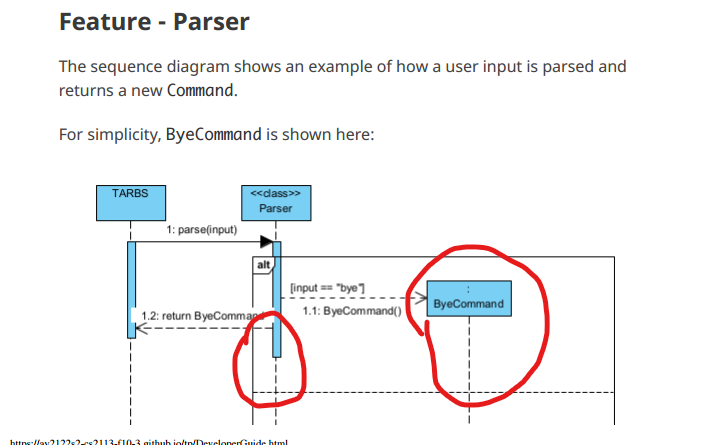 Feature - Parser
The sequence diagram shows an example of how a user input is parsed and
returns a new Command.
For simplicity, ByeCommand is shown here:
TARBS
<<class>>
Parser
1: parse(input)
alt
[input == "bye"]
:
ByeCommand
1.1: ByeCommand()
1.2: return ByeCommand
https://ay2122s2-cs2113-f10-3.github.io/tp/DeveloperGuide.html